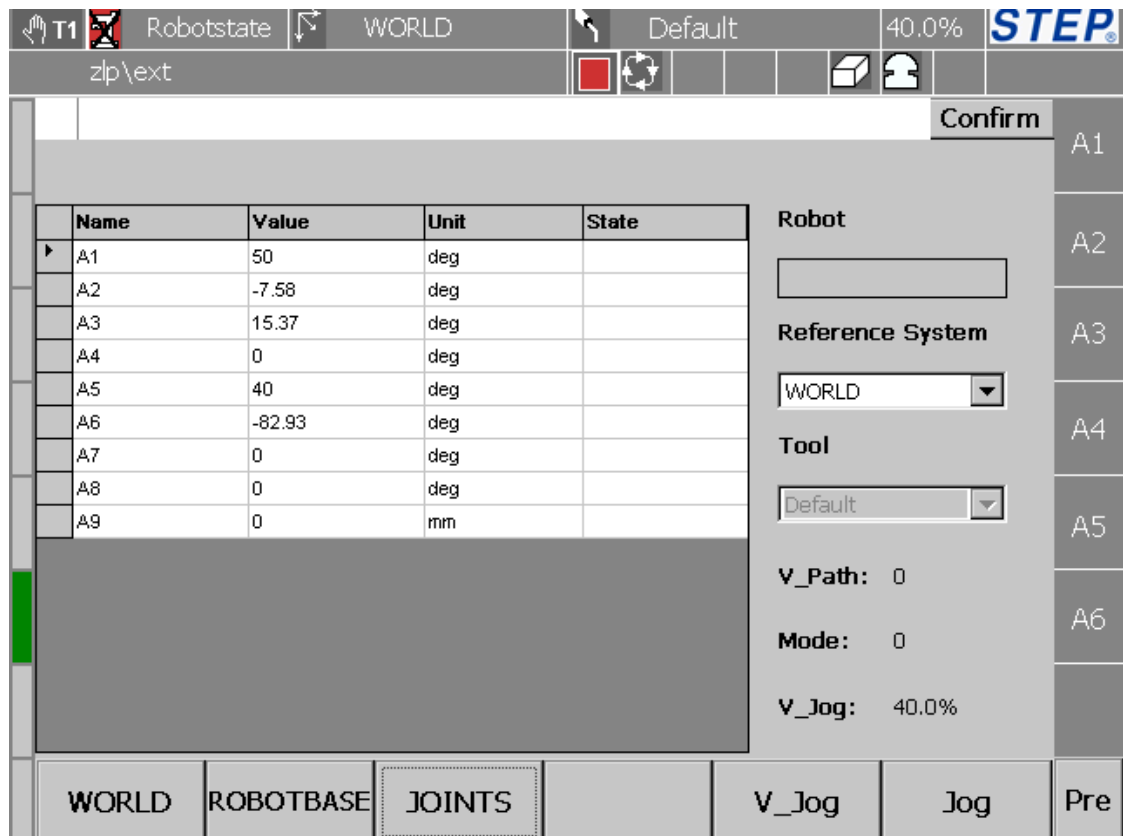 T1 Robotstate WORLD Default 40.0% STEP®
zlp\ext
Confirm
A1
Name Value Unit State
Robot
A2
A1 50 deg
A2 -7.58 deg
A3 15.37 deg
Reference System
A3
A4 0 deg
A5 40 deg
WORLD
A6 -82.93 deg
A4
Tool
A7 0 deg
A8 0 deg
Default
A9 0 mm
A5
V_Path: 0
A6
Mode: 0
V_Jog: 40.0%
WORLD ROBOTBASE JOINTS V_Jog Jog Pre